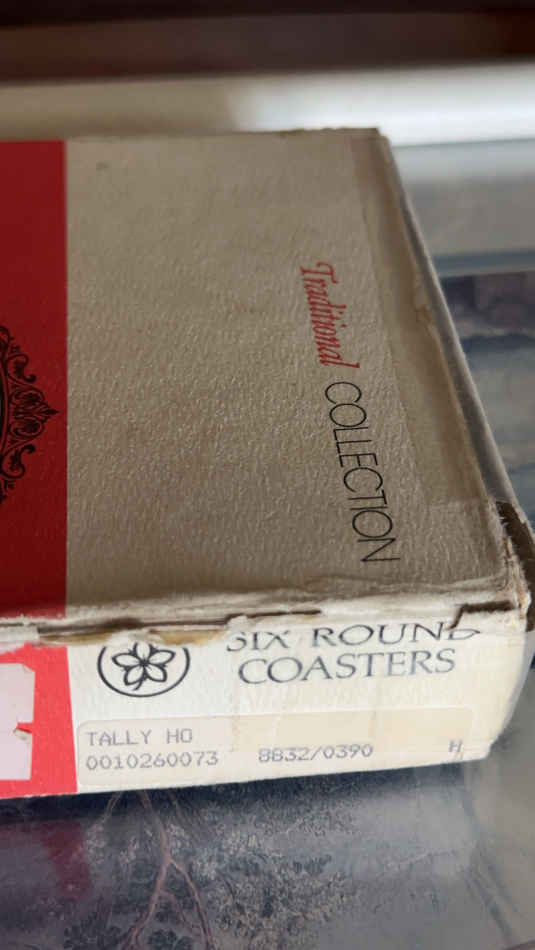 Traditional COLLECTION
SIX ROUND
COASTERS
TALLY HO
0010260073 8832/0390 H